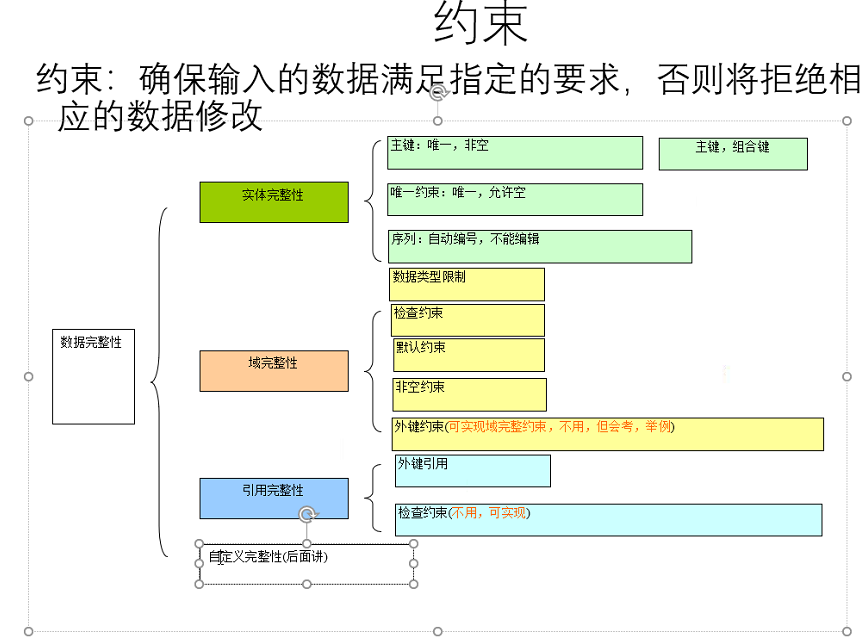 约束
约束：确保输入的数据满足指定的要求，否则将拒绝相
应的数据修改
主键：唯一，非空
主键，组合键
实体完整性
唯一约束：唯一，允许空
序列：自动编号，不能编辑
数据类型限制
检查约束
数据完整性
默认约束
域完整性
非空约束
外键约束(可实现域完整约束，不用，但会考，举例)
外键引用
引用完整性
检查约束(不用，可实现)
自定义完整性(后面讲)